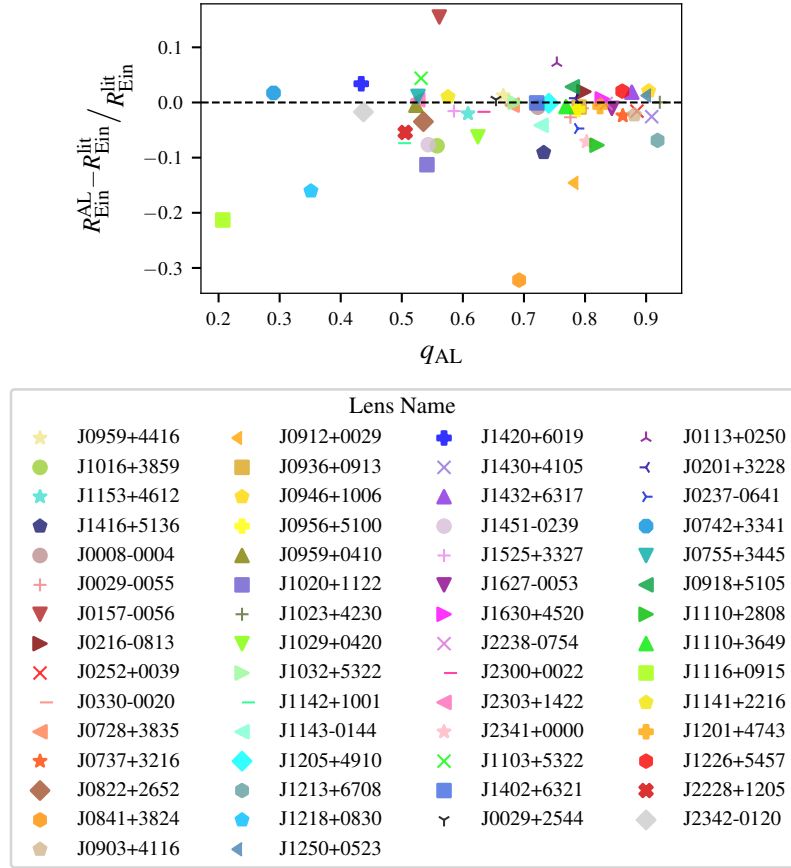 0.1
0.0
−0.1
−0.2
−0.3
R_Ein^AL − R_Ein^lit / R_Ein^lit
0.2 0.3 0.4 0.5 0.6 0.7 0.8 0.9
q_AL
Lens Name
J0959+4416 J0912+0029 J1420+6019 J0113+0250
J1016+3859 J0936+0913 J1430+4105 J0201+3228
J1153+4612 J0946+1006 J1432+6317 J0237-0641
J1416+5136 J0956+5100 J1451-0239 J0742+3341
J0008-0004 J0959+0410 J1525+3327 J0755+3445
J0029-0055 J1020+1122 J1627-0053 J0918+5105
J0157-0056 J1023+4230 J1630+4520 J1110+2808
J0216-0813 J1029+0420 J2238-0754 J1110+3649
J0252+0039 J1032+5322 J2300+0022 J1116+0915
J0330-0020 J1142+1001 J2303+1422 J1141+2216
J0728+3835 J1143-0144 J2341+0000 J1201+4743
J0737+3216 J1205+4910 J1103+5322 J1226+5457
J0822+2652 J1213+6708 J1402+6321 J2228+1205
J0841+3824 J1218+0830 J0029+2544 J2342-0120
J0903+4116 J1250+0523